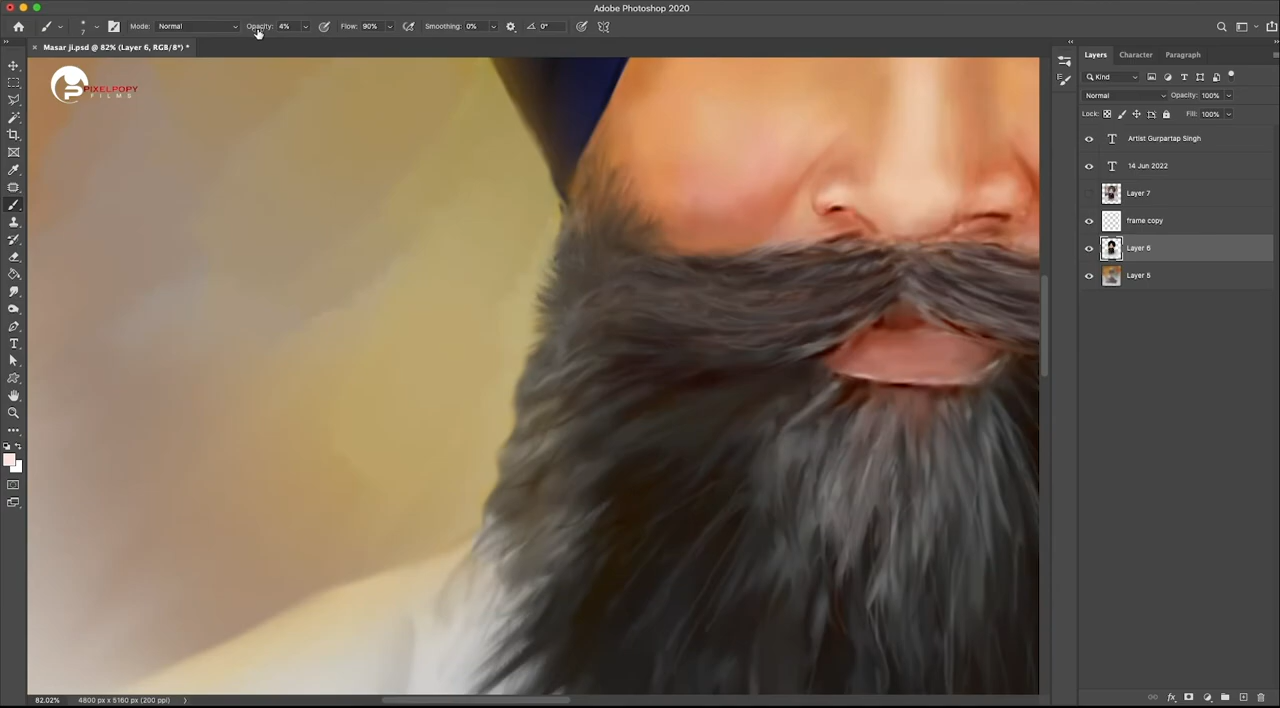 Adobe Photoshop 2020
Mode: Normal Opacity: 4% Flow: 90% Smoothing: 0% 0°
7
× Masar ji.psd @ 82% (Layer 6, RGB/8*) *
PIXELPOPY
FILMS
Layers Character Paragraph
Kind
Normal Opacity: 100%
Lock: Fill: 100%
Artist Gurpartap Singh
14 Jun 2022
Layer 7
frame copy
Layer 6
Layer 5
82.02% 4800 px x 5160 px (200 ppi)